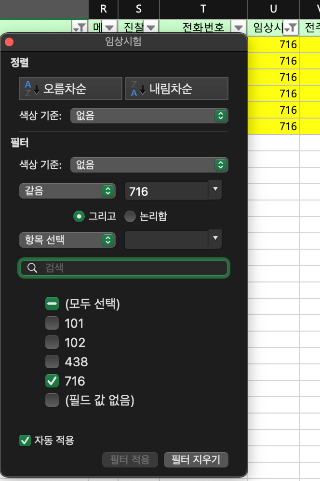 R S T U V
메 진찰 전화번호 임상시 전주
임상시험
716
정렬
716
오름차순 내림차순
716
716
색상 기준: 없음
716
716
필터
색상 기준: 없음
같음 716
그리고 논리합
항목 선택
검색
(모두 선택)
101
102
438
716
(필드 값 없음)
자동 적용
필터 적용 필터 지우기